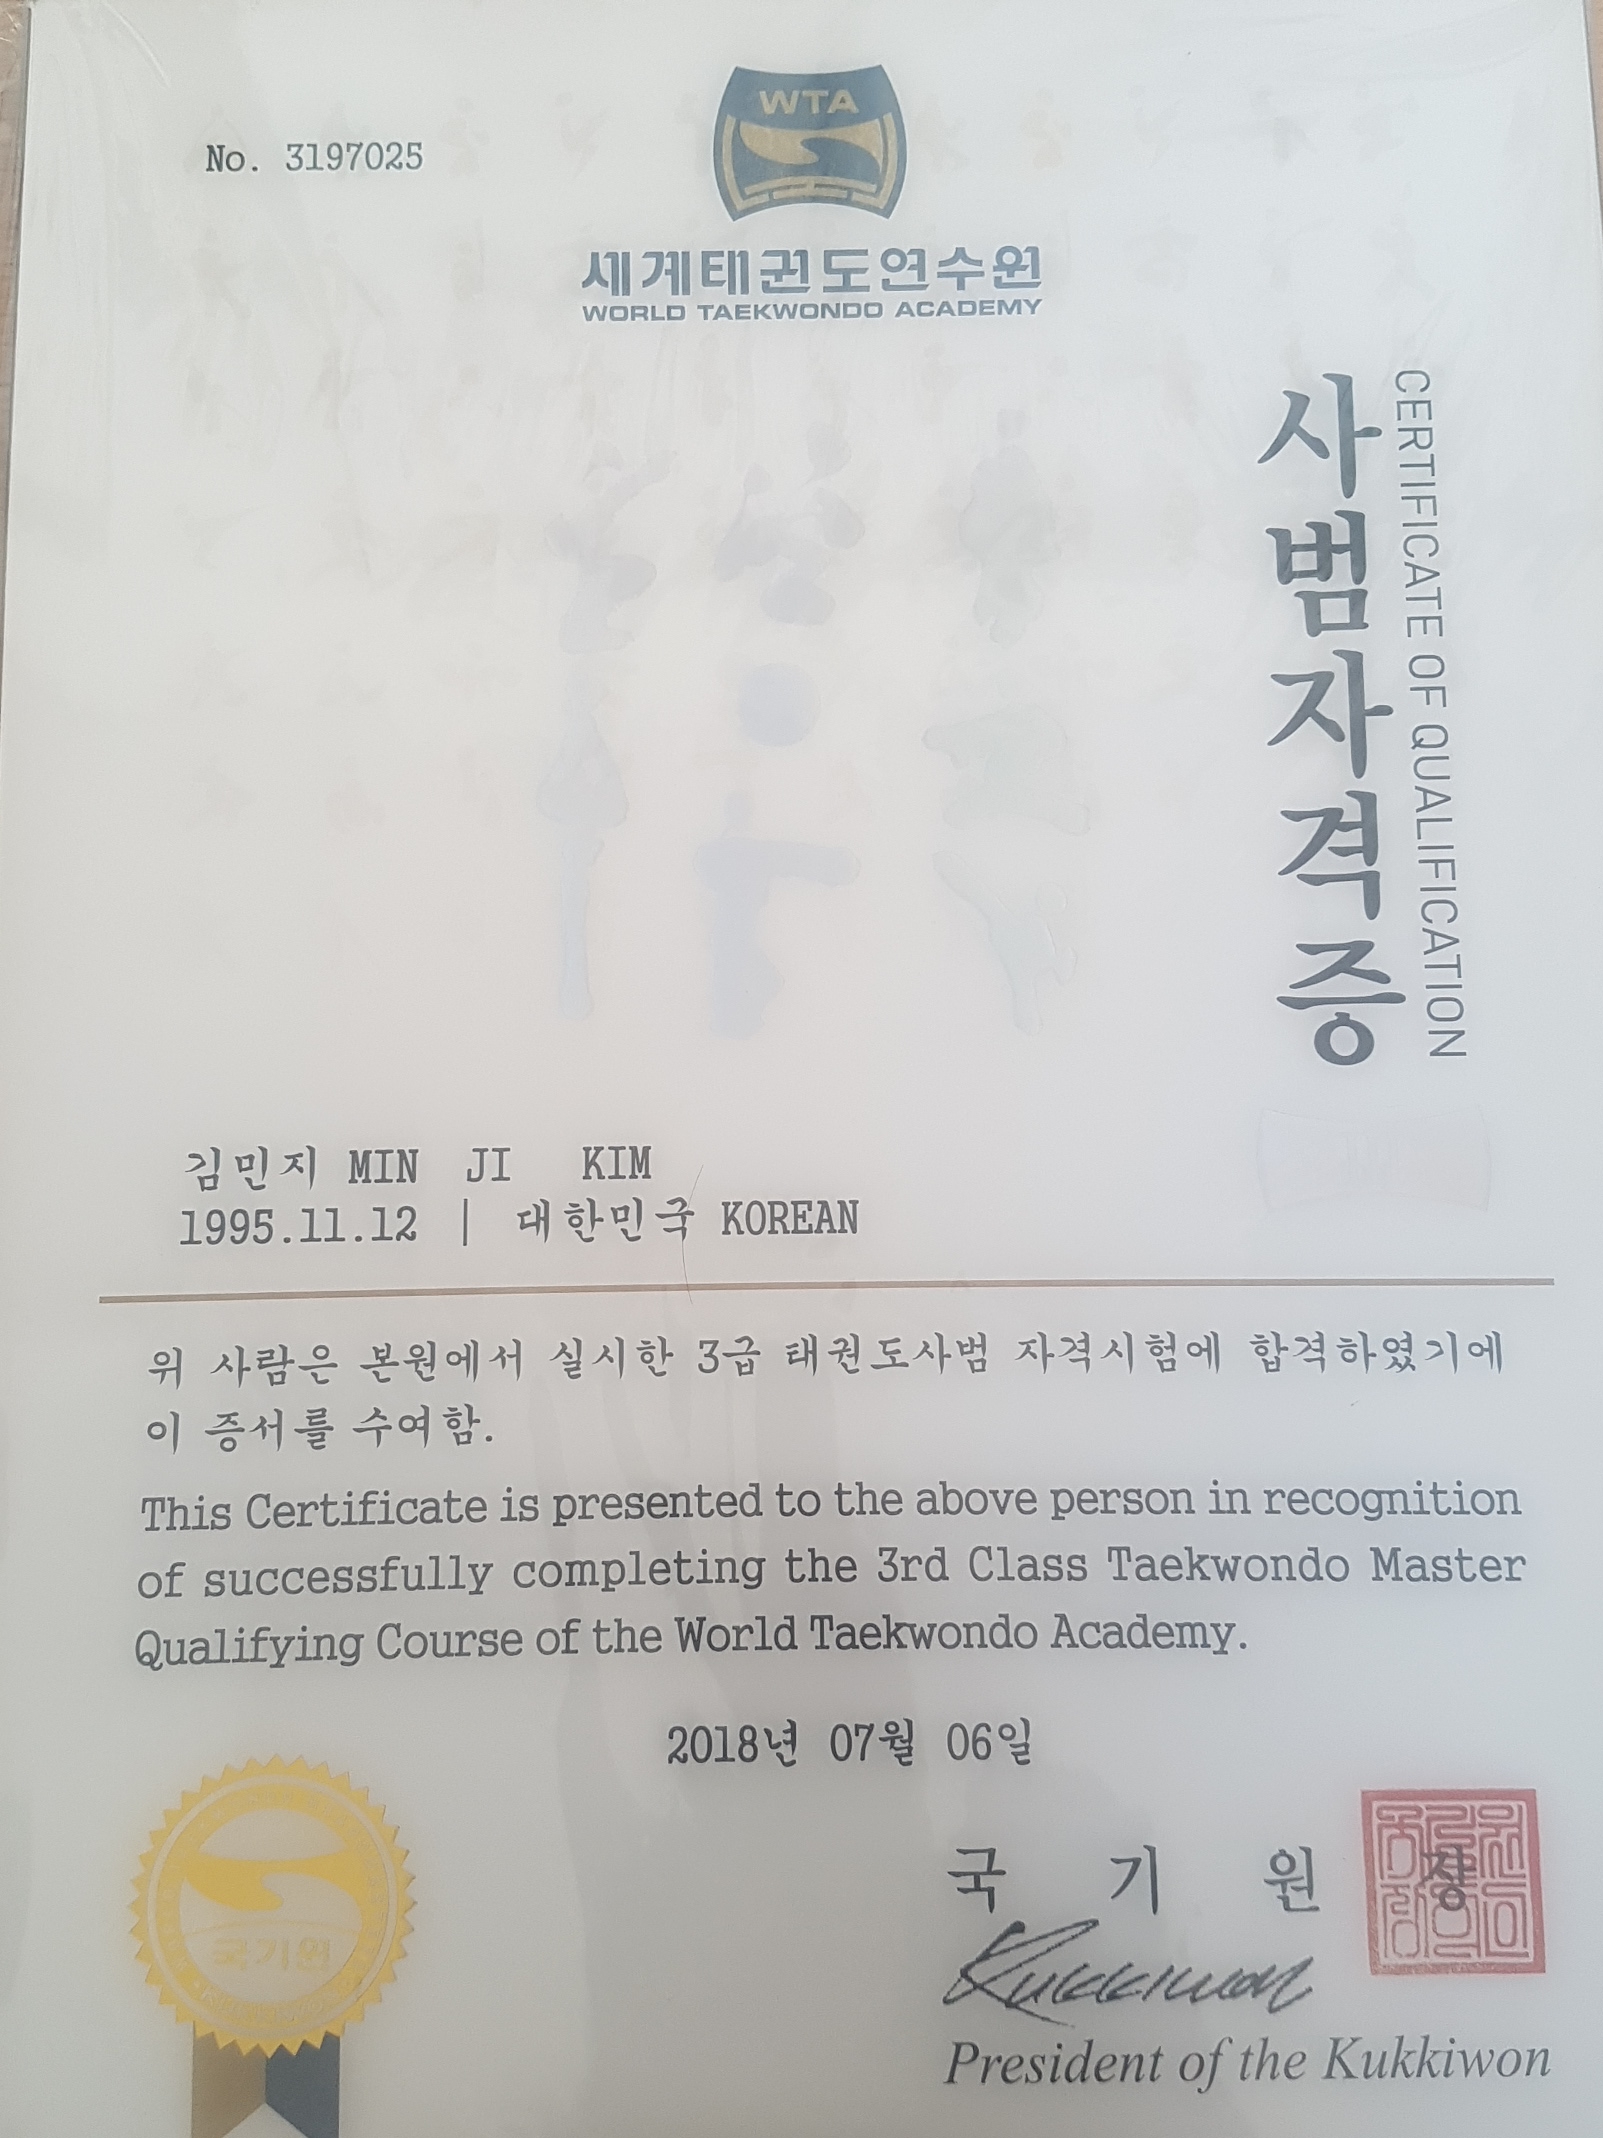 No. 3197025
WTA
세계태권도연수원
WORLD TAEKWONDO ACADEMY
사범자격증
CERTIFICATE OF QUALIFICATION
김민지 MIN JI KIM
1995.11.12 | 대한민국 KOREAN
위 사람은 본원에서 실시한 3급 태권도사범 자격시험에 합격하였기에
이 증서를 수여함.
This Certificate is presented to the above person in recognition
of successfully completing the 3rd Class Taekwondo Master
Qualifying Course of the World Taekwondo Academy.
2018년 07월 06일
국 기 원 장
Kukkiwon
President of the Kukkiwon
국기원